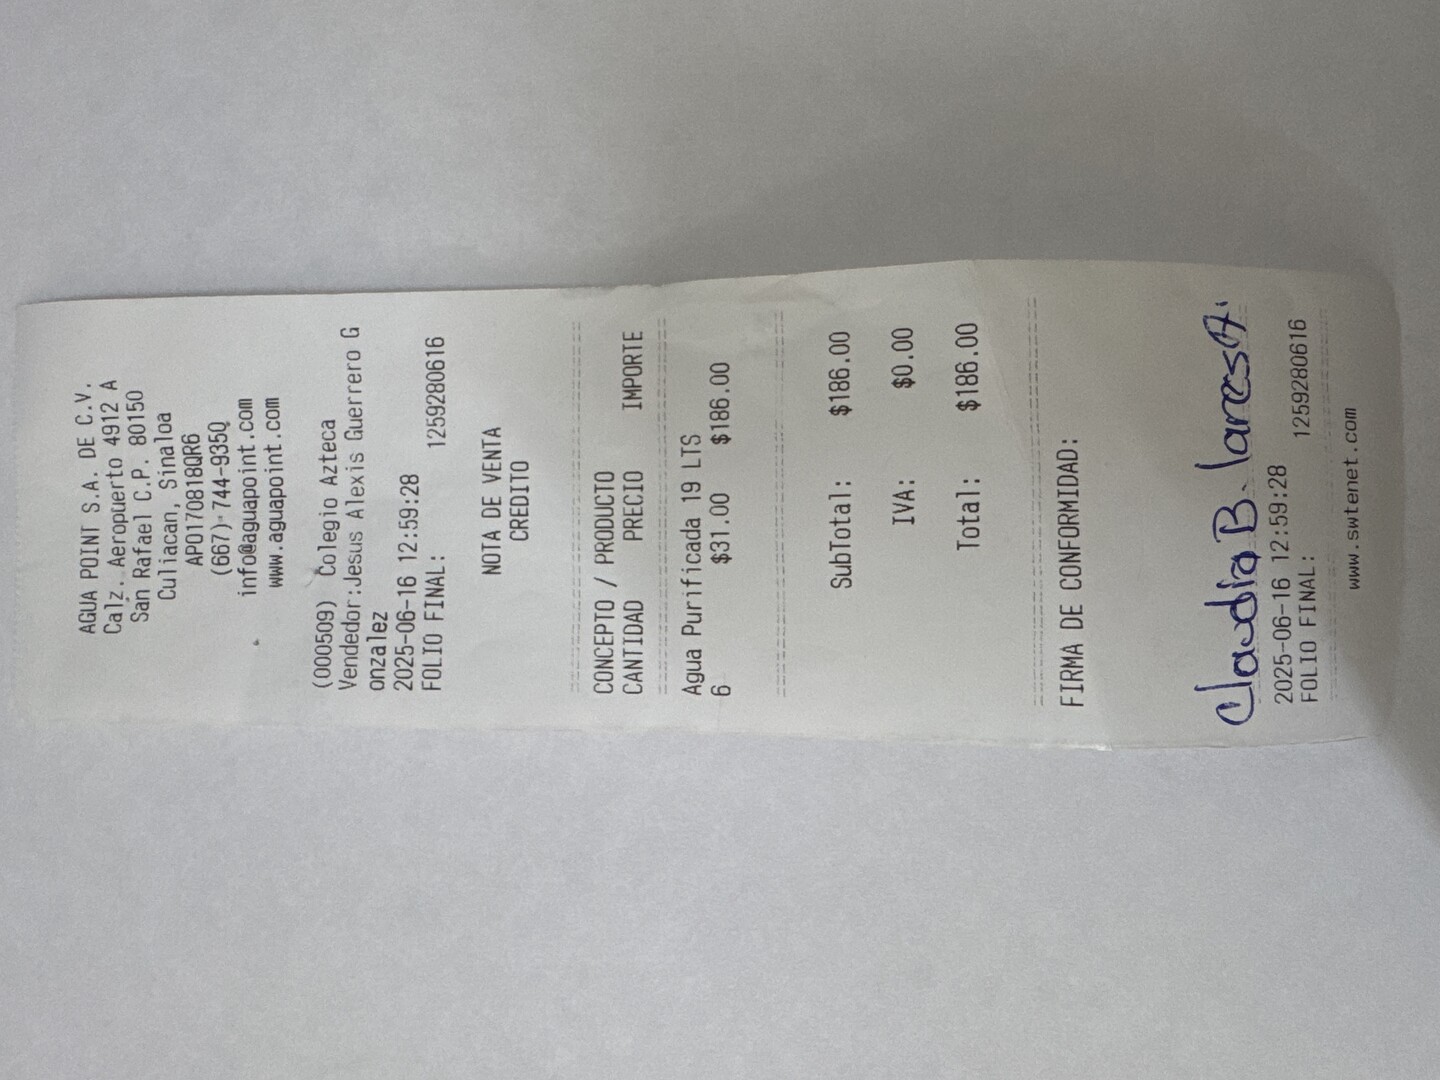 AGUA POINT S.A. DE C.V.
Calz. Aeropuerto 4912 A
San Rafael C.P. 80150
Culiacan, Sinaloa
APO170818QR6
(667)-744-9350
info@aguapoint.com
www.aguapoint.com
(000509) Colegio Azteca
Vendedor:Jesus Alexis Guerrero G
onzalez
2025-06-16 12:59:28
FOLIO FINAL: 1259280616
NOTA DE VENTA
CREDITO
CONCEPTO / PRODUCTO
CANTIDAD PRECIO IMPORTE
Agua Purificada 19 LTS
6 $31.00 $186.00
SubTotal: $186.00
IVA: $0.00
Total: $186.00
FIRMA DE CONFORMIDAD:
Claudia B. Lares A.
2025-06-16 12:59:28
FOLIO FINAL: 1259280616
www.swtenet.com